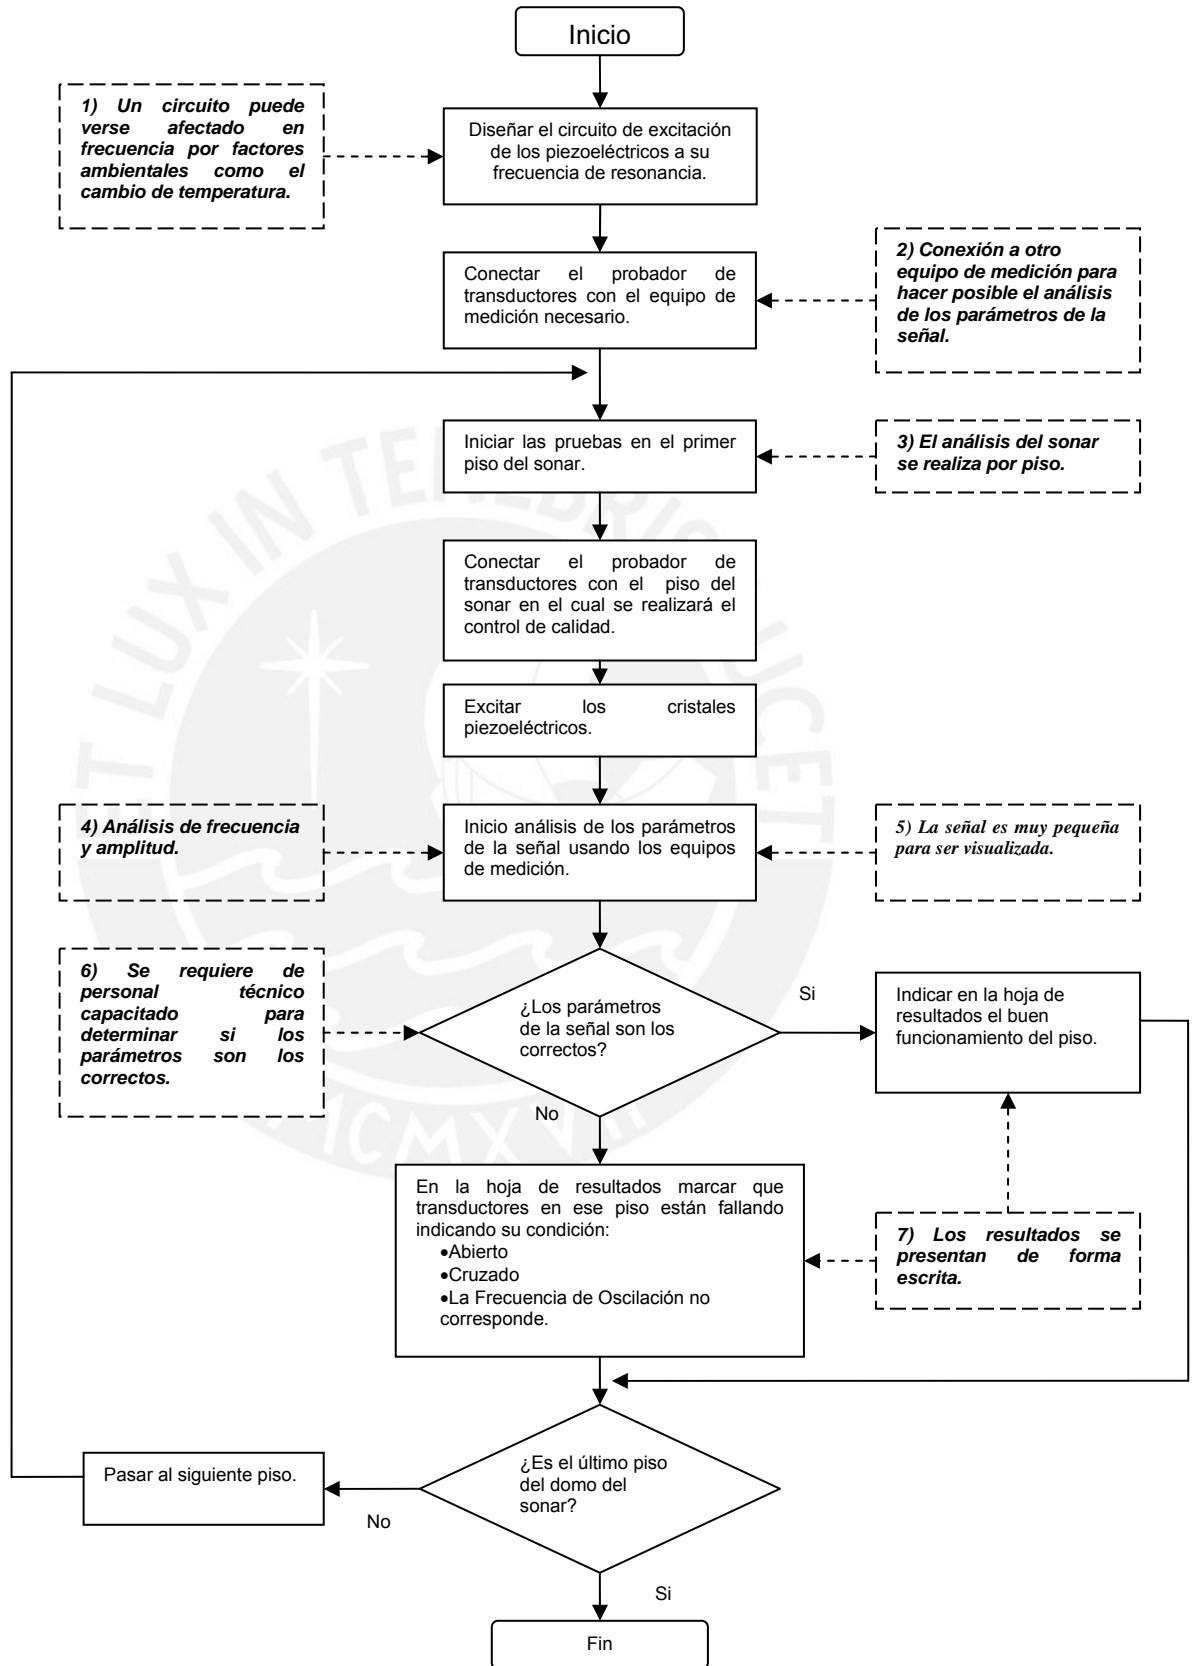 Inicio
1) Un circuito puede
verse afectado en
frecuencia por factores
ambientales como el
cambio de temperatura.
Diseñar el circuito de excitación
de los piezoeléctricos a su
frecuencia de resonancia.
Conectar el probador de
transductores con el equipo de
medición necesario.
2) Conexión a otro
equipo de medición para
hacer posible el análisis
de los parámetros de la
señal.
Iniciar las pruebas en el primer
piso del sonar.
3) El análisis del sonar
se realiza por piso.
Conectar el probador de
transductores con el piso del
sonar en el cual se realizará el
control de calidad.
Excitar los cristales
piezoeléctricos.
4) Análisis de frecuencia
y amplitud.
Inicio análisis de los parámetros
de la señal usando los equipos
de medición.
5) La señal es muy pequeña
para ser visualizada.
6) Se requiere de
personal técnico
capacitado para
determinar si los
parámetros son los
correctos.
¿Los parámetros
de la señal son los
correctos?
Si
Indicar en la hoja de
resultados el buen
funcionamiento del piso.
No
En la hoja de resultados marcar que
transductores en ese piso están fallando
indicando su condición:
•Abierto
•Cruzado
•La Frecuencia de Oscilación no
corresponde.
7) Los resultados se
presentan de forma
escrita.
Pasar al siguiente piso.
No
¿Es el último piso
del domo del
sonar?
Si
Fin
ET LUX IN TENEBRIS LUCET
MCMXVII